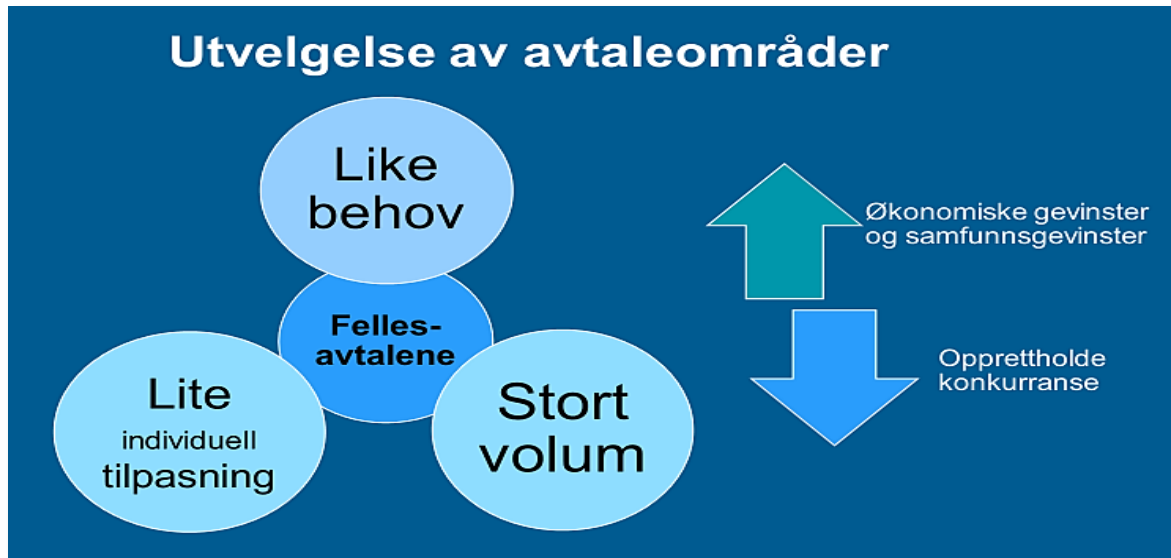 Utvelgelse av avtaleområder
Like
behov
Felles-
avtalene
Lite
individuell
tilpasning
Stort
volum
Økonomiske gevinster
og samfunnsgevinster
Opprettholde
konkurranse